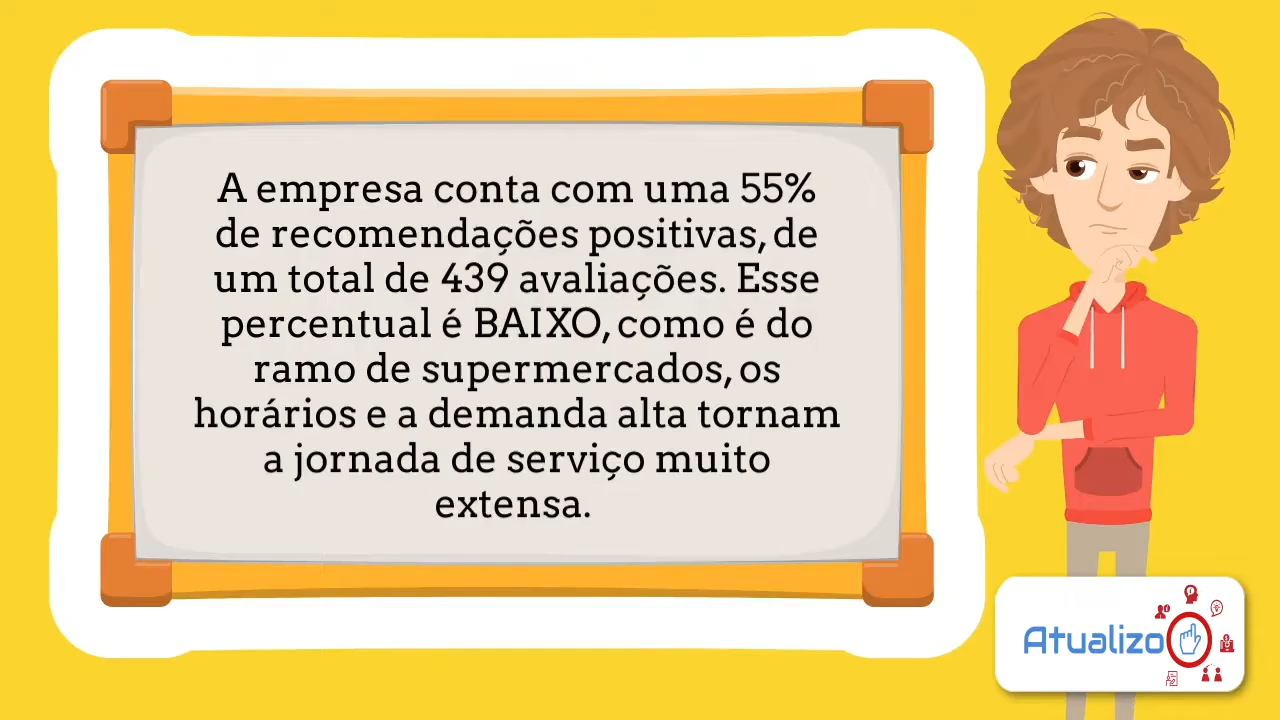 A empresa conta com uma 55%
de recomendações positivas, de
um total de 439 avaliações. Esse
percentual é BAIXO, como é do
ramo de supermercados, os
horários e a demanda alta tornam
a jornada de serviço muito
extensa.
Atualizo